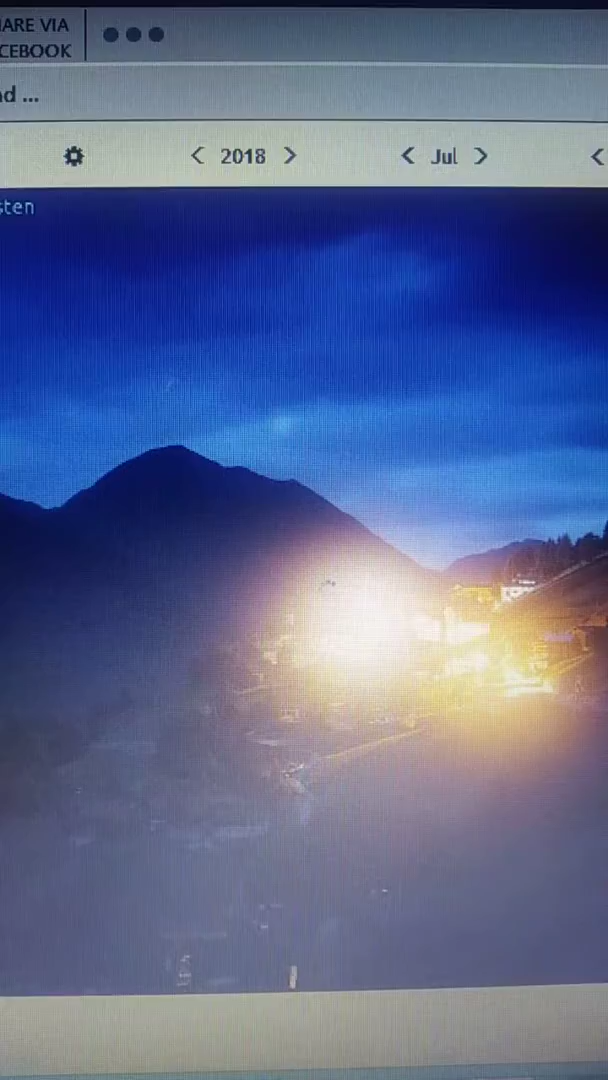 ARE VIA
CEBOOK
d ...
< 2018 > < Jul > <
sten